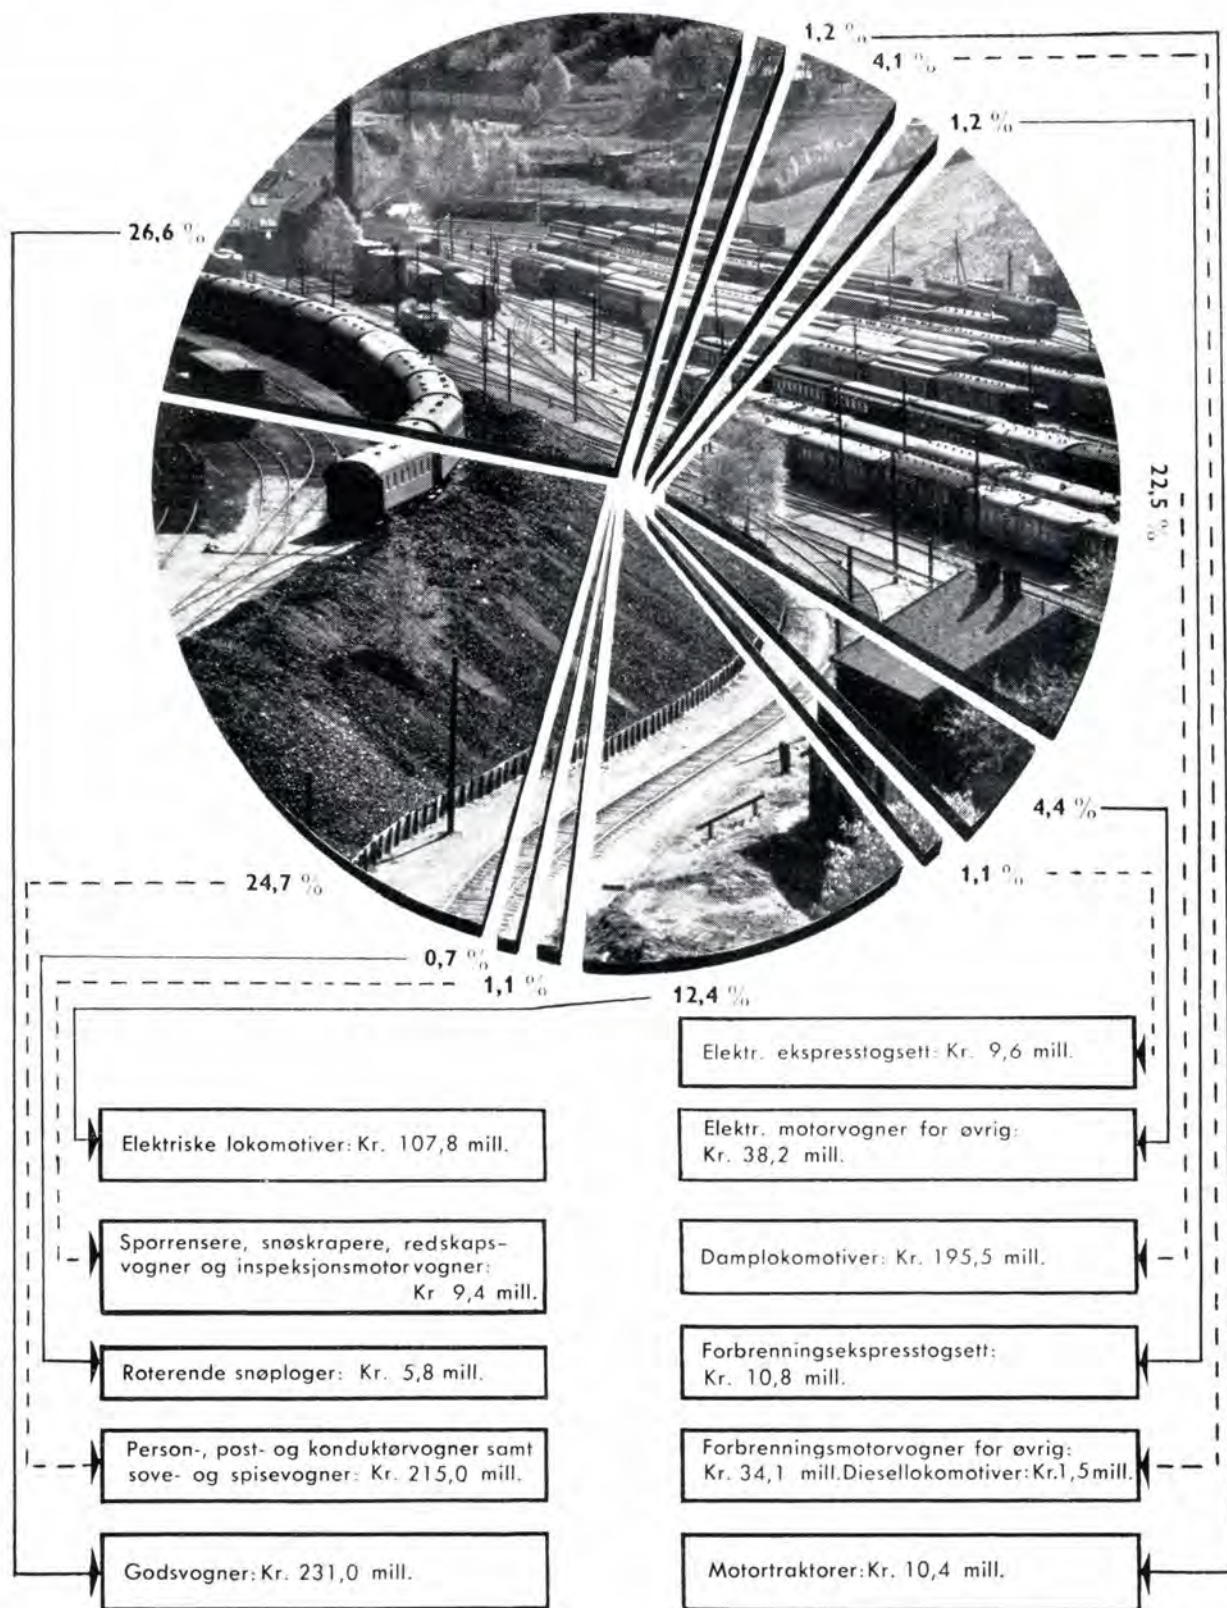 1,2 %
4,1 %
1,2 %
26,6 %
22,5 %
4,4 %
24,7 %
1,1 %
0,7 %
1,1 %
12,4 %
Elektr. ekspresstogsett: Kr. 9,6 mill.
Elektriske lokomotiver: Kr. 107,8 mill.
Elektr. motorvogner for øvrig:
Kr. 38,2 mill.
Sporrensere, snøskrapere, redskaps-
vogner og inspeksjonsmotorvogner:
Kr 9,4 mill.
Damplokomotiver: Kr. 195,5 mill.
Roterende snøploger: Kr. 5,8 mill.
Forbrenningsekspresstogsett:
Kr. 10,8 mill.
Person-, post- og konduktørvogner samt
sove- og spisevogner: Kr. 215,0 mill.
Forbrenningsmotorvogner for øvrig:
Kr. 34,1 mill. Diesellokomotiver: Kr. 1,5 mill.
Godsvogner: Kr. 231,0 mill.
Motortraktorer: Kr. 10,4 mill.